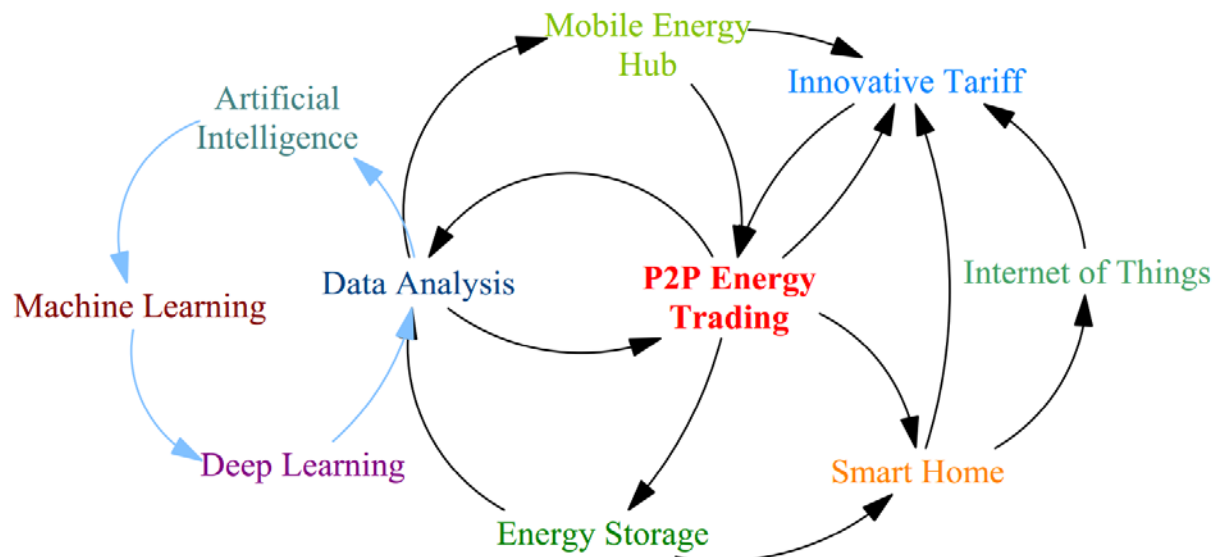 Mobile Energy
Hub
Innovative Tariff
Artificial
Intelligence
Data Analysis
P2P Energy
Trading
Internet of Things
Machine Learning
Deep Learning
Smart Home
Energy Storage